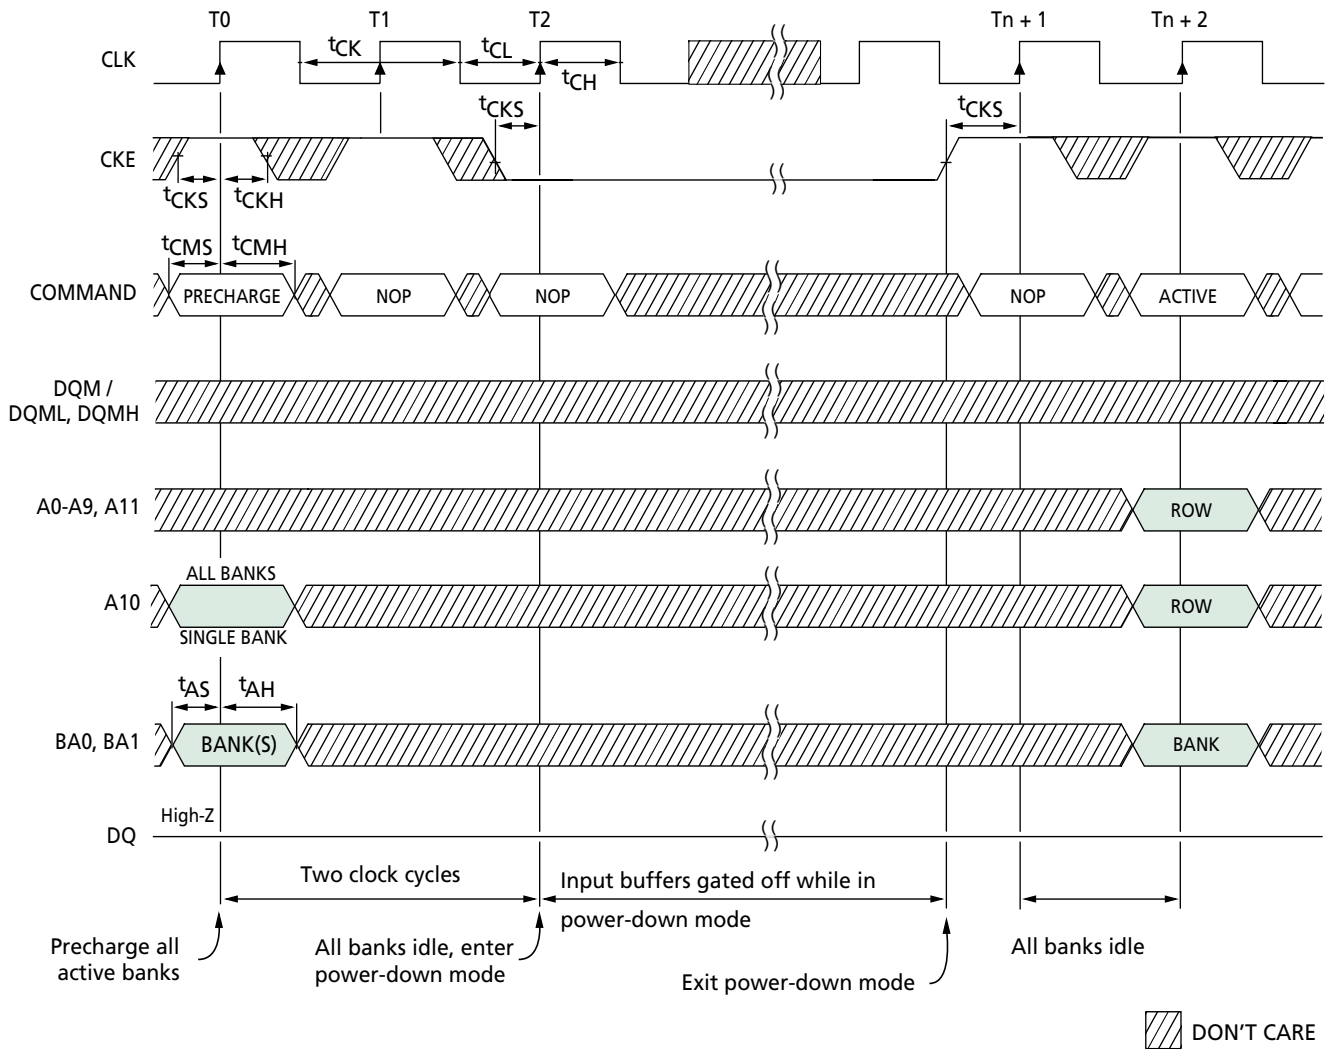 T0 T1 T2 Tn + 1 Tn + 2
CLK
tCK
tCL
tCH
tCKS
tCKS
CKE
tCKS
tCKH
tCMS
tCMH
COMMAND
PRECHARGE
NOP
NOP
NOP
ACTIVE
DQM /
DQML, DQMH
A0-A9, A11
ROW
ALL BANKS
A10
ROW
SINGLE BANK
tAS
tAH
BA0, BA1
BANK(S)
BANK
High-Z
DQ
Two clock cycles
Input buffers gated off while in
power-down mode
Precharge all
active banks
All banks idle, enter
power-down mode
Exit power-down mode
All banks idle
DON'T CARE